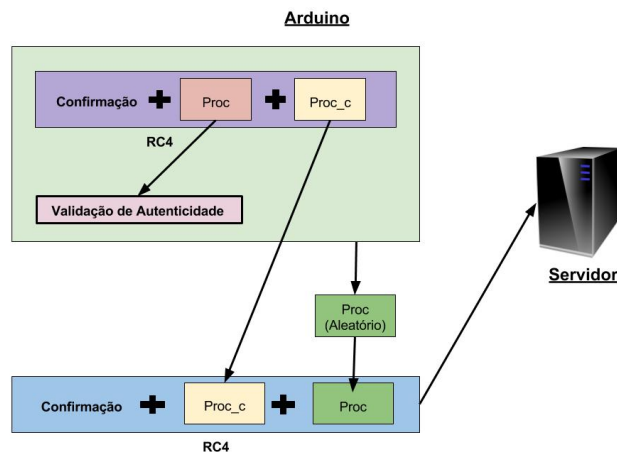 Arduino
Confirmação + Proc + Proc_c
RC4
Validação de Autenticidade
Servidor
Proc
(Aleatório)
Confirmação + Proc_c + Proc
RC4